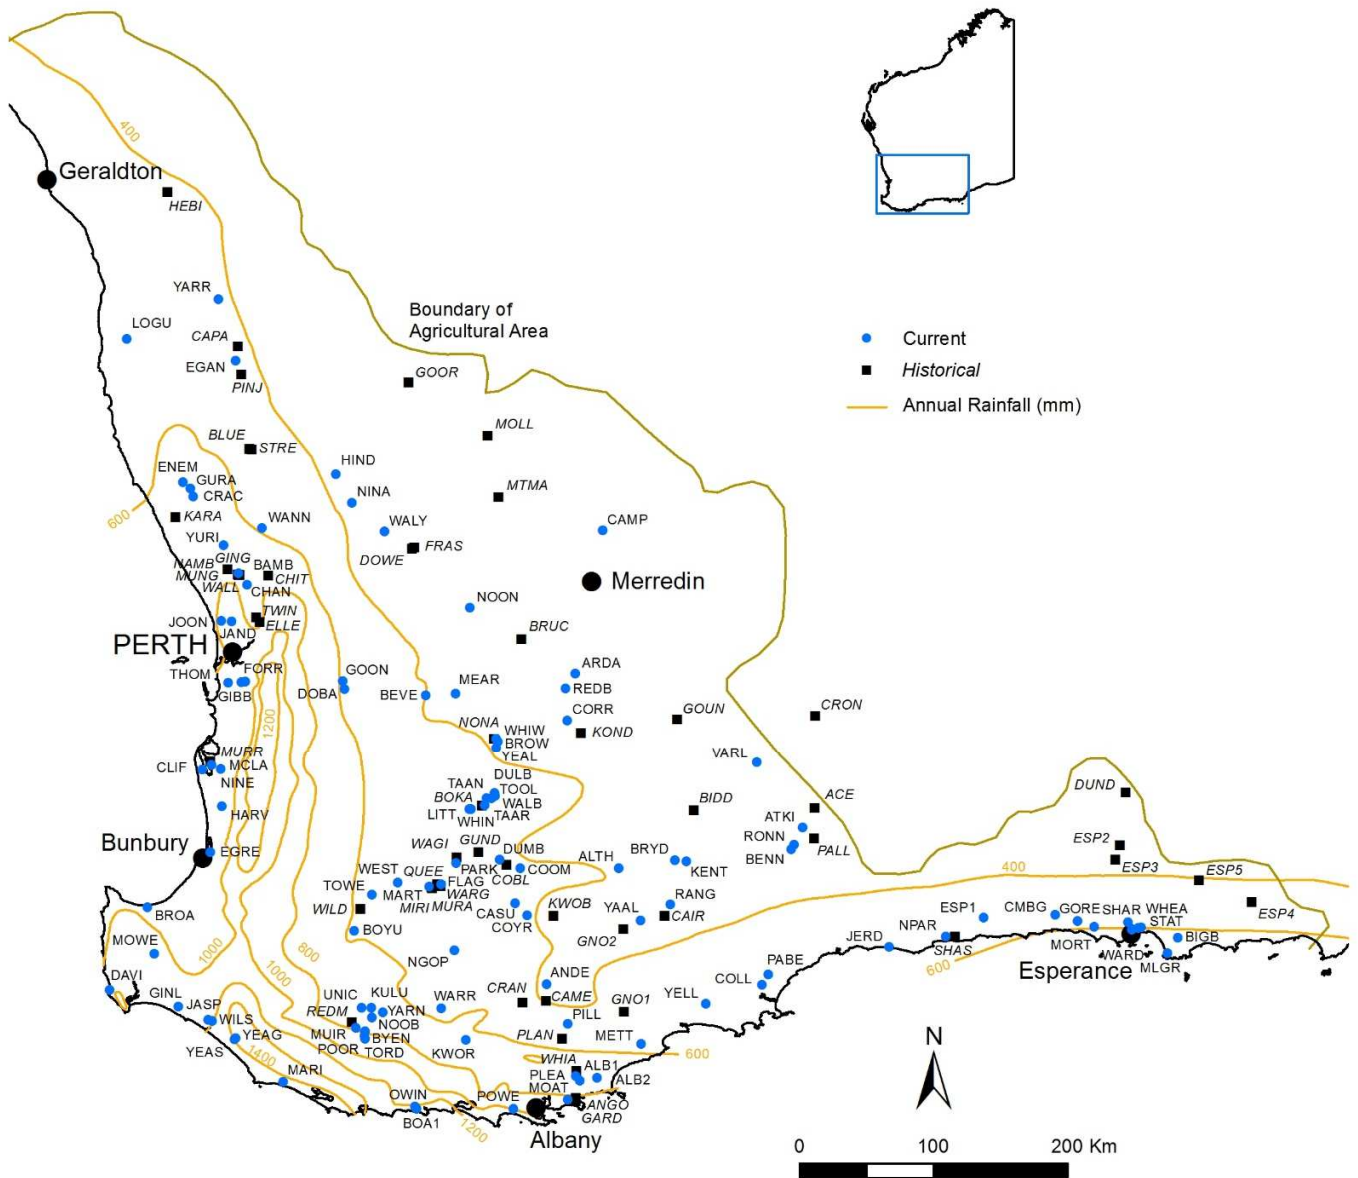 400
Geraldton
HEBI
YARR
LOGU
Boundary of
Agricultural Area
CAPA
EGAN
PINJ
GOOR
Current
Historical
Annual Rainfall (mm)
MOLL
BLUE
STRE
ENEM
GURA
CRAC
HIND
NINA
MTMA
600
KARA
WANN
WALY
CAMP
YURI
GING
NAMB
BAMB
MUNG
CHIT
WALL
CHAN
DOWE
FRAS
Merredin
NOON
TWIN
ELLE
JOON
JAND
BRUC
PERTH
THOM
FORR
GIBB
GOON
DOBA
BEVE
MEAR
ARDA
REDB
CORR
KOND
GOUN
CRON
1200
NONA
WHIW
BROW
YEAL
VARL
MURR
MCLA
CLIF
NINE
DULB
TAAN
TOOL
BOKA
WALB
LITT
TAAR
WHIN
HARV
BIDD
ACE
DUND
ATKI
RONN
BENN
PALL
Bunbury
EGRE
WAGI
GUND
DUMB
QUEE
PARK
COBL
COOM
ALTH
BRYD
KENT
ESP2
ESP3
400
ESP5
WEST
FLAG
TOWE
MART
WARG
MIRI
MURA
WILD
RANG
CASU
COYR
KWOB
YAAL
CAIR
GNO2
ESP4
BROA
BOYU
ESP1
CMBG
GORE
SHAR
WHEA
STAT
NPAR
SHAS
MORT
WARD
BIGB
MLGR
JERD
600
Esperance
MOWE
1000
800
NGOP
DAVI
ANDE
PABE
COLL
GINL
JASP
WILS
1000
UNIC
KULU
REDM
YARN
NOOB
WARR
CRAN
CAME
GNO1
YELL
PILL
YEAG
YEAS
MUIR
BYEN
POOR
TORD
KWOR
PLAN
METT
600
1400
MARI
WHIA
PLEA
ALB1
MOAT
ALB2
OWIN
BOA1
POWE
1200
ANGO
GARD
Albany
N
0
100
200 Km